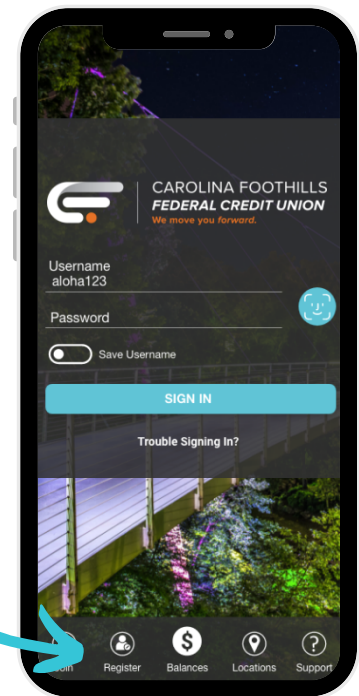 CAROLINA FOOTHILLS
FEDERAL CREDIT UNION
We move you forward.
Username
aloha123
Password
Save Username
SIGN IN
Trouble Signing In?
$
Register
Balances
Locations
?
Support